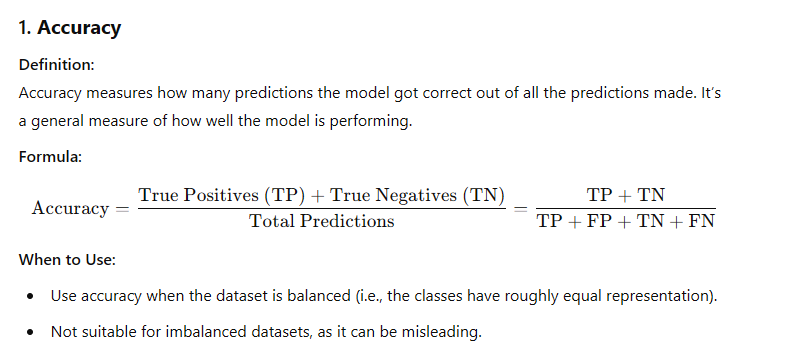 1. Accuracy
Definition:
Accuracy measures how many predictions the model got correct out of all the predictions made. It's
a general measure of how well the model is performing.
Formula:
Accuracy = True Positives (TP) + True Negatives (TN) / Total Predictions = TP + TN / TP + FP + TN + FN
When to Use:
• Use accuracy when the dataset is balanced (i.e., the classes have roughly equal representation).
• Not suitable for imbalanced datasets, as it can be misleading.